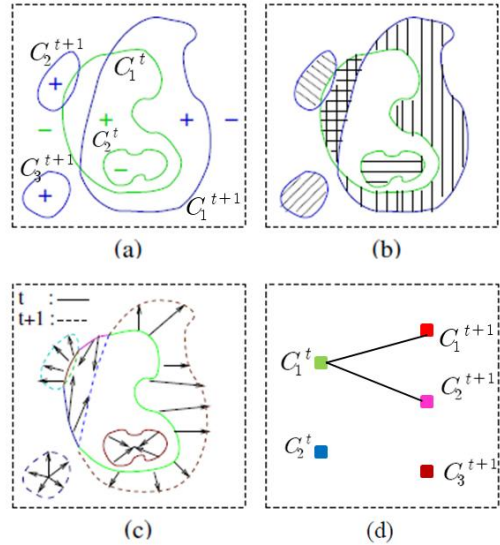 C_2^{t+1}
C_1^t
+
+
+
−
−
C_2^t
−
C_3^{t+1}
+
C_1^{t+1}
(a)
(b)
t :
t+1 :
C_1^t
C_1^{t+1}
C_2^{t+1}
C_2^t
C_3^{t+1}
(c)
(d)